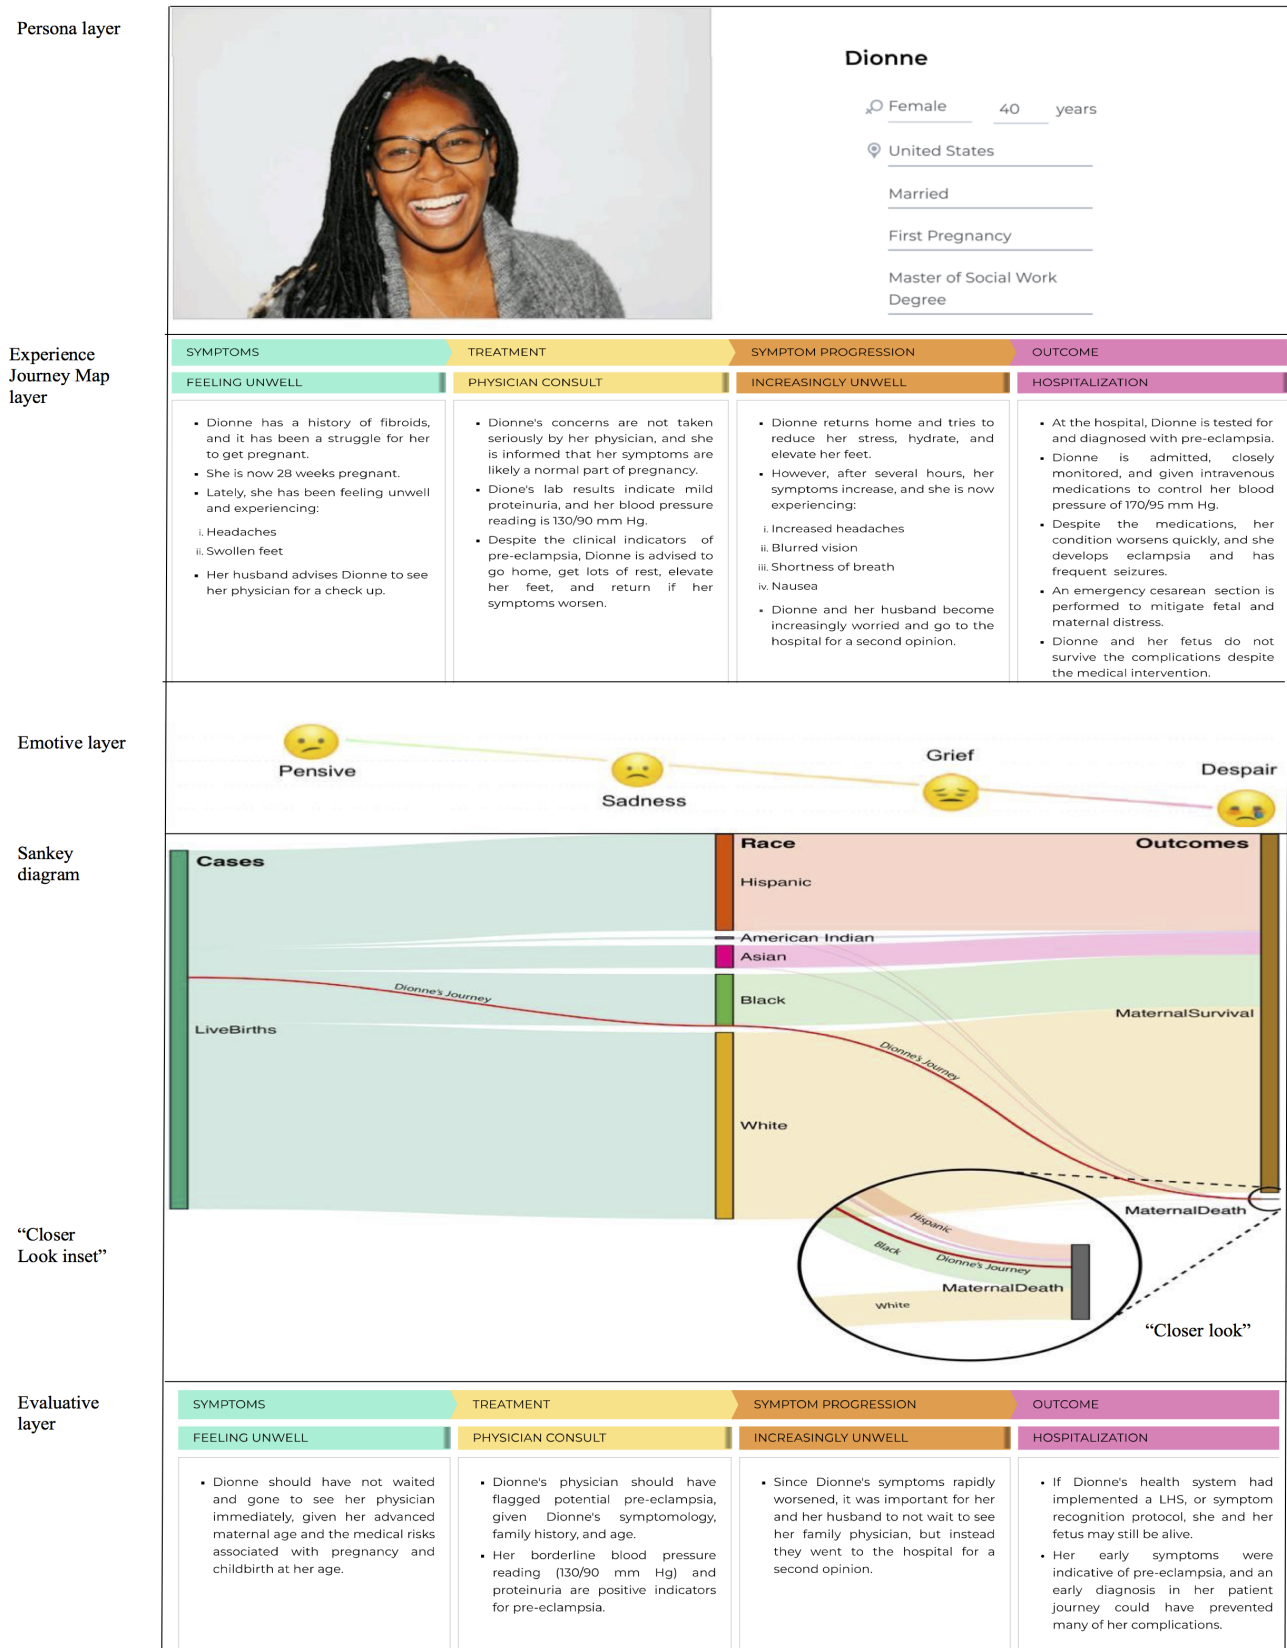 Persona layer
Dionne
Female 40 years
United States
Married
First Pregnancy
Master of Social Work
Degree
Experience
Journey Map
layer
SYMPTOMS
FEELING UNWELL
Dionne has a history of fibroids,
and it has been a struggle for her
to get pregnant.
She is now 28 weeks pregnant.
Lately, she has been feeling unwell
and experiencing:
i. Headaches
ii. Swollen feet
Her husband advises Dionne to see
her physician for a check up.
TREATMENT
PHYSICIAN CONSULT
Dionne's concerns are not taken
seriously by her physician, and she
is informed that her symptoms are
likely a normal part of pregnancy.
Dione's lab results indicate mild
proteinuria, and her blood pressure
reading is 130/90 mm Hg.
Despite the clinical indicators of
pre-eclampsia, Dionne is advised to
go home, get lots of rest, elevate
her feet, and return if her
symptoms worsen.
SYMPTOM PROGRESSION
INCREASINGLY UNWELL
Dionne returns home and tries to
reduce her stress, hydrate, and
elevate her feet.
However, after several hours, her
symptoms increase, and she is now
experiencing:
i. Increased headaches
ii. Blurred vision
iii. Shortness of breath
iv. Nausea
Dionne and her husband become
increasingly worried and go to the
hospital for a second opinion.
OUTCOME
HOSPITALIZATION
At the hospital, Dionne is tested for
and diagnosed with pre-eclampsia.
Dionne is admitted, closely
monitored, and given intravenous
medications to control her blood
pressure of 170/95 mm Hg.
Despite the medications, her
condition worsens quickly, and she
develops eclampsia and has
frequent seizures.
An emergency cesarean section is
performed to mitigate fetal and
maternal distress.
Dionne and her fetus do not
survive the complications despite
the medical intervention.
Emotive layer
Pensive
Sadness
Grief
Despair
Sankey
diagram
Cases
Race
Outcomes
Hispanic
American Indian
Asian
Dionne's Journey
Black
LiveBirths
MaternalSurvival
Dionne's Journey
White
MaternalDeath
"Closer
Look inset"
Hispanic
Black
Dionne's Journey
MaternalDeath
White
"Closer look"
Evaluative
layer
SYMPTOMS
FEELING UNWELL
Dionne should have not waited
and gone to see her physician
immediately, given her advanced
maternal age and the medical risks
associated with pregnancy and
childbirth at her age.
TREATMENT
PHYSICIAN CONSULT
Dionne's physician should have
flagged potential pre-eclampsia,
given Dionne's symptomology,
family history, and age.
Her borderline blood pressure
reading (130/90 mm Hg) and
proteinuria are positive indicators
for pre-eclampsia.
SYMPTOM PROGRESSION
INCREASINGLY UNWELL
Since Dionne's symptoms rapidly
worsened, it was important for her
and her husband to not wait to see
her family physician, but instead
they went to the hospital for a
second opinion.
OUTCOME
HOSPITALIZATION
If Dionne's health system had
implemented a LHS, or symptom
recognition protocol, she and her
fetus may still be alive.
Her early symptoms were
indicative of pre-eclampsia, and an
early diagnosis in her patient
journey could have prevented
many of her complications.